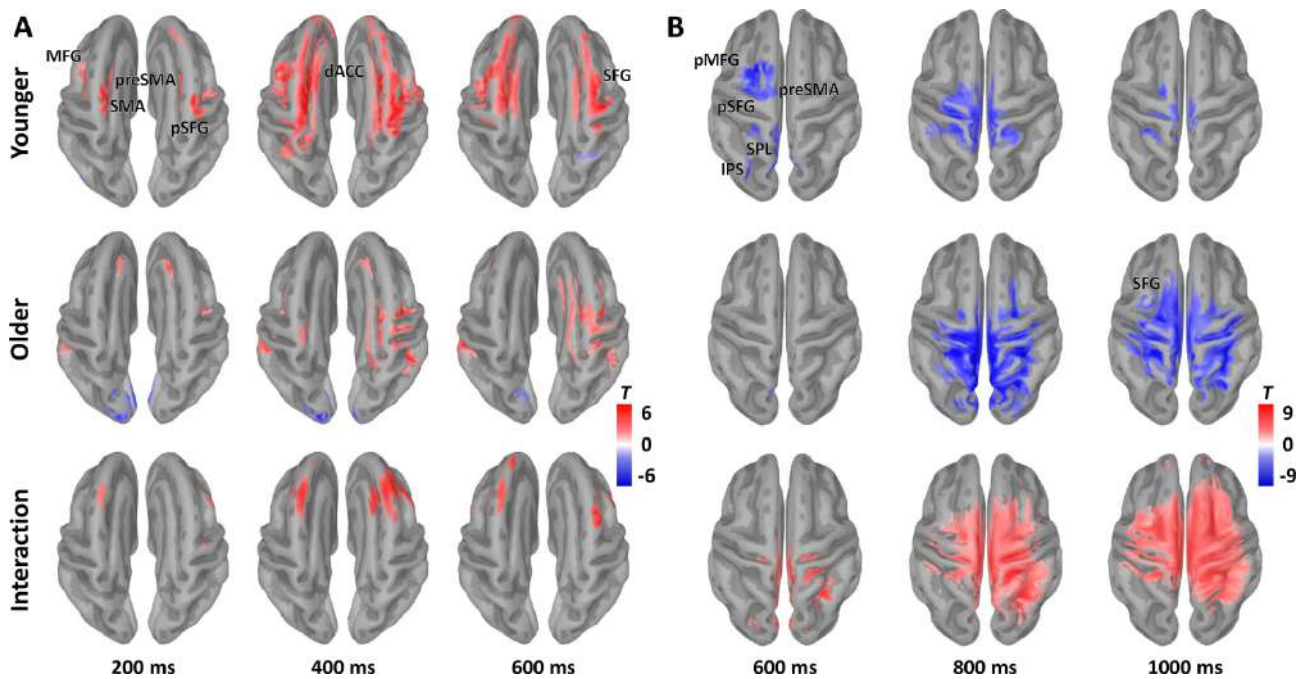 A
B
Younger
MFG
preSMA
SMA
pSFG
dACC
SFG
pMFG
preSMA
pSFG
SPL
IPS
Older
SFG
T
6
0
-6
T
9
0
-9
Interaction
200 ms
400 ms
600 ms
600 ms
800 ms
1000 ms